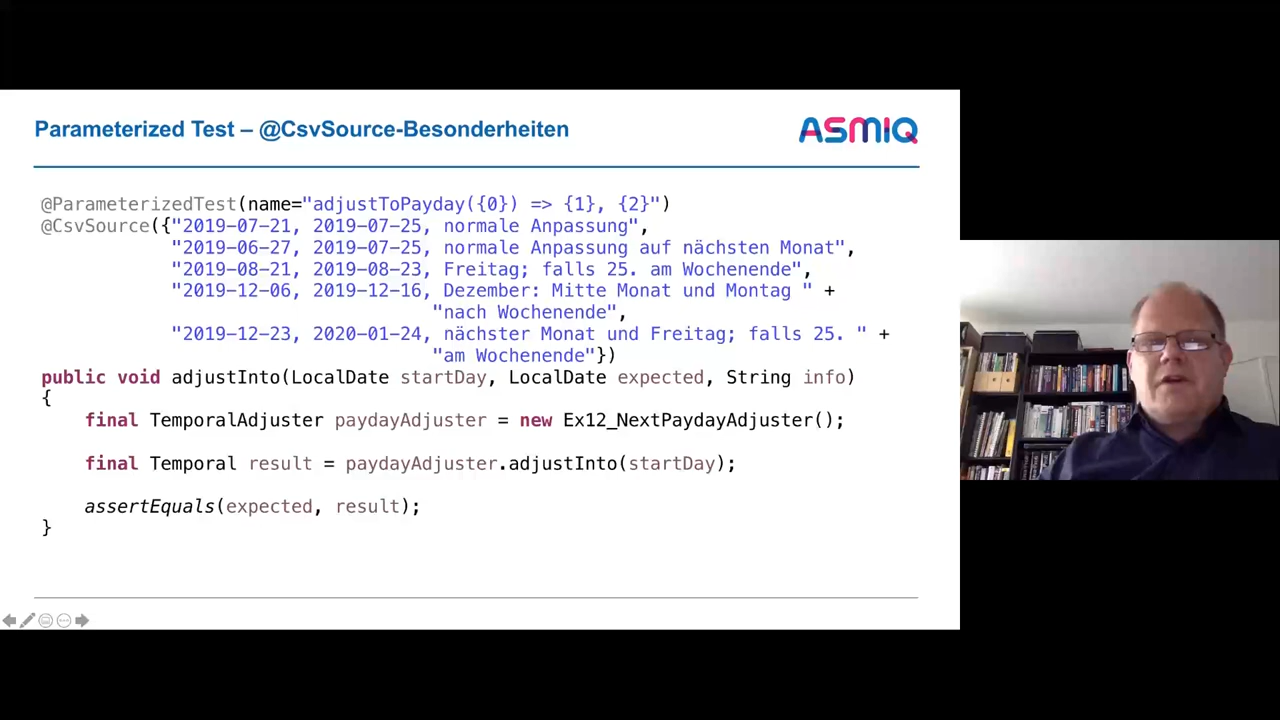 Parameterized Test – @CsvSource-Besonderheiten
ASMIQ
@ParameterizedTest(name="adjustToPayday({0}) => {1}, {2}")
@CsvSource({"2019-07-21, 2019-07-25, normale Anpassung",
"2019-06-27, 2019-07-25, normale Anpassung auf nächsten Monat",
"2019-08-21, 2019-08-23, Freitag; falls 25. am Wochenende",
"2019-12-06, 2019-12-16, Dezember: Mitte Monat und Montag " +
"nach Wochenende",
"2019-12-23, 2020-01-24, nächster Monat und Freitag; falls 25. " +
"am Wochenende"})
public void adjustInto(LocalDate startDay, LocalDate expected, String info)
{
final TemporalAdjuster paydayAdjuster = new Ex12_NextPaydayAdjuster();
final Temporal result = paydayAdjuster.adjustInto(startDay);
assertEquals(expected, result);
}